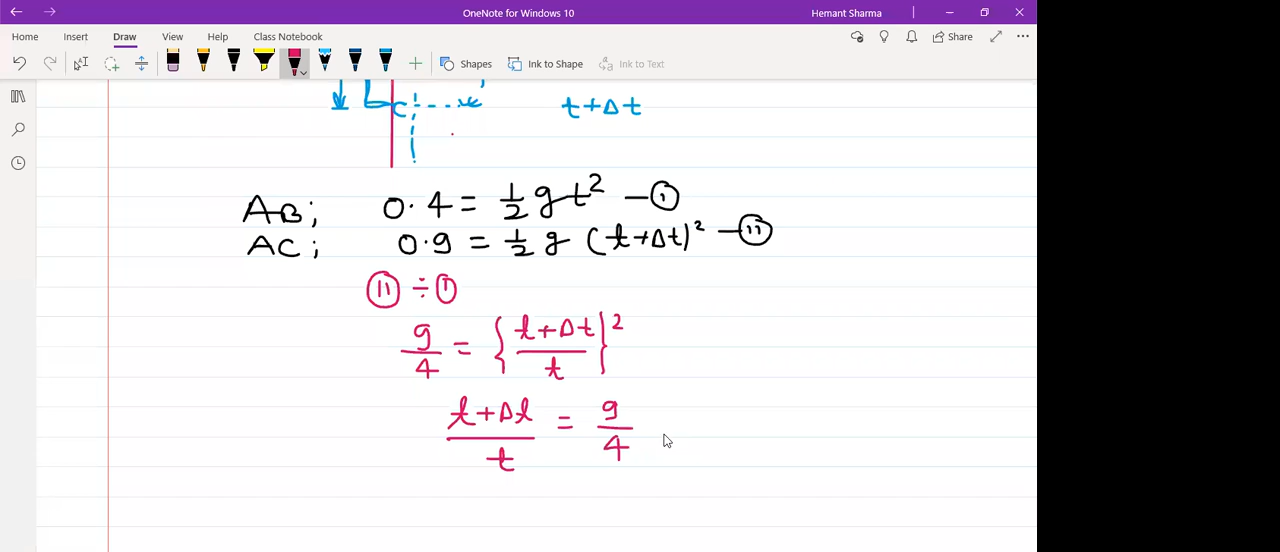 OneNote for Windows 10
Hemant Sharma
Home Insert Draw View Help Class Notebook
Share
Shapes Ink to Shape Ink to Text
t+Δt
AB; 0.4 = 1/2 gt² —(i)
AC; 0.9 = 1/2 g (t+Δt)² —(ii)
(ii) ÷ (i)
9/4 = {(t+Δt)/t}²
(t+Δt)/t = 9/4